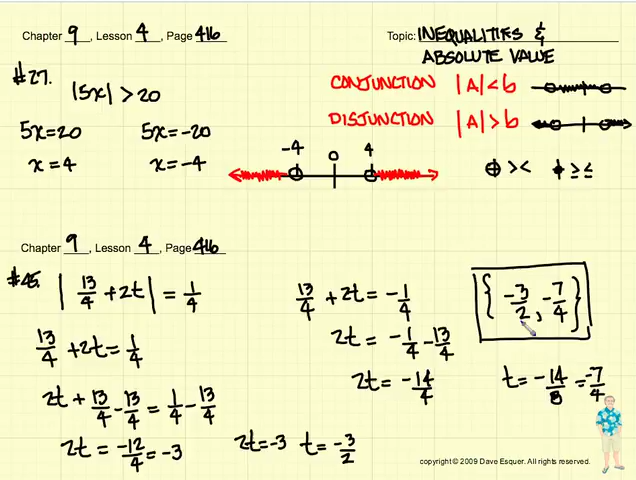 Chapter 9, Lesson 4, Page 416
Topic: INEQUALITIES &
ABSOLUTE VALUE
#27.
|5x| > 20
5x=20 5x=-20
x=4 x=-4
CONJUNCTION |A|<b
DISJUNCTION |A|>b
-4 0 4
> < ≥ ≤
Chapter 9, Lesson 4, Page 416
#45.
|13/4 + 2t| = 1/4
13/4 + 2t = 1/4
2t + 13/4 - 13/4 = 1/4 - 13/4
2t = -12/4 = -3
2t=-3 t = -3/2
13/4 + 2t = -1/4
2t = -1/4 - 13/4
2t = -14/4
{-3/2, -7/4}
t = -14/8 = -7/4
copyright © 2009 Dave Esquer. All rights reserved.